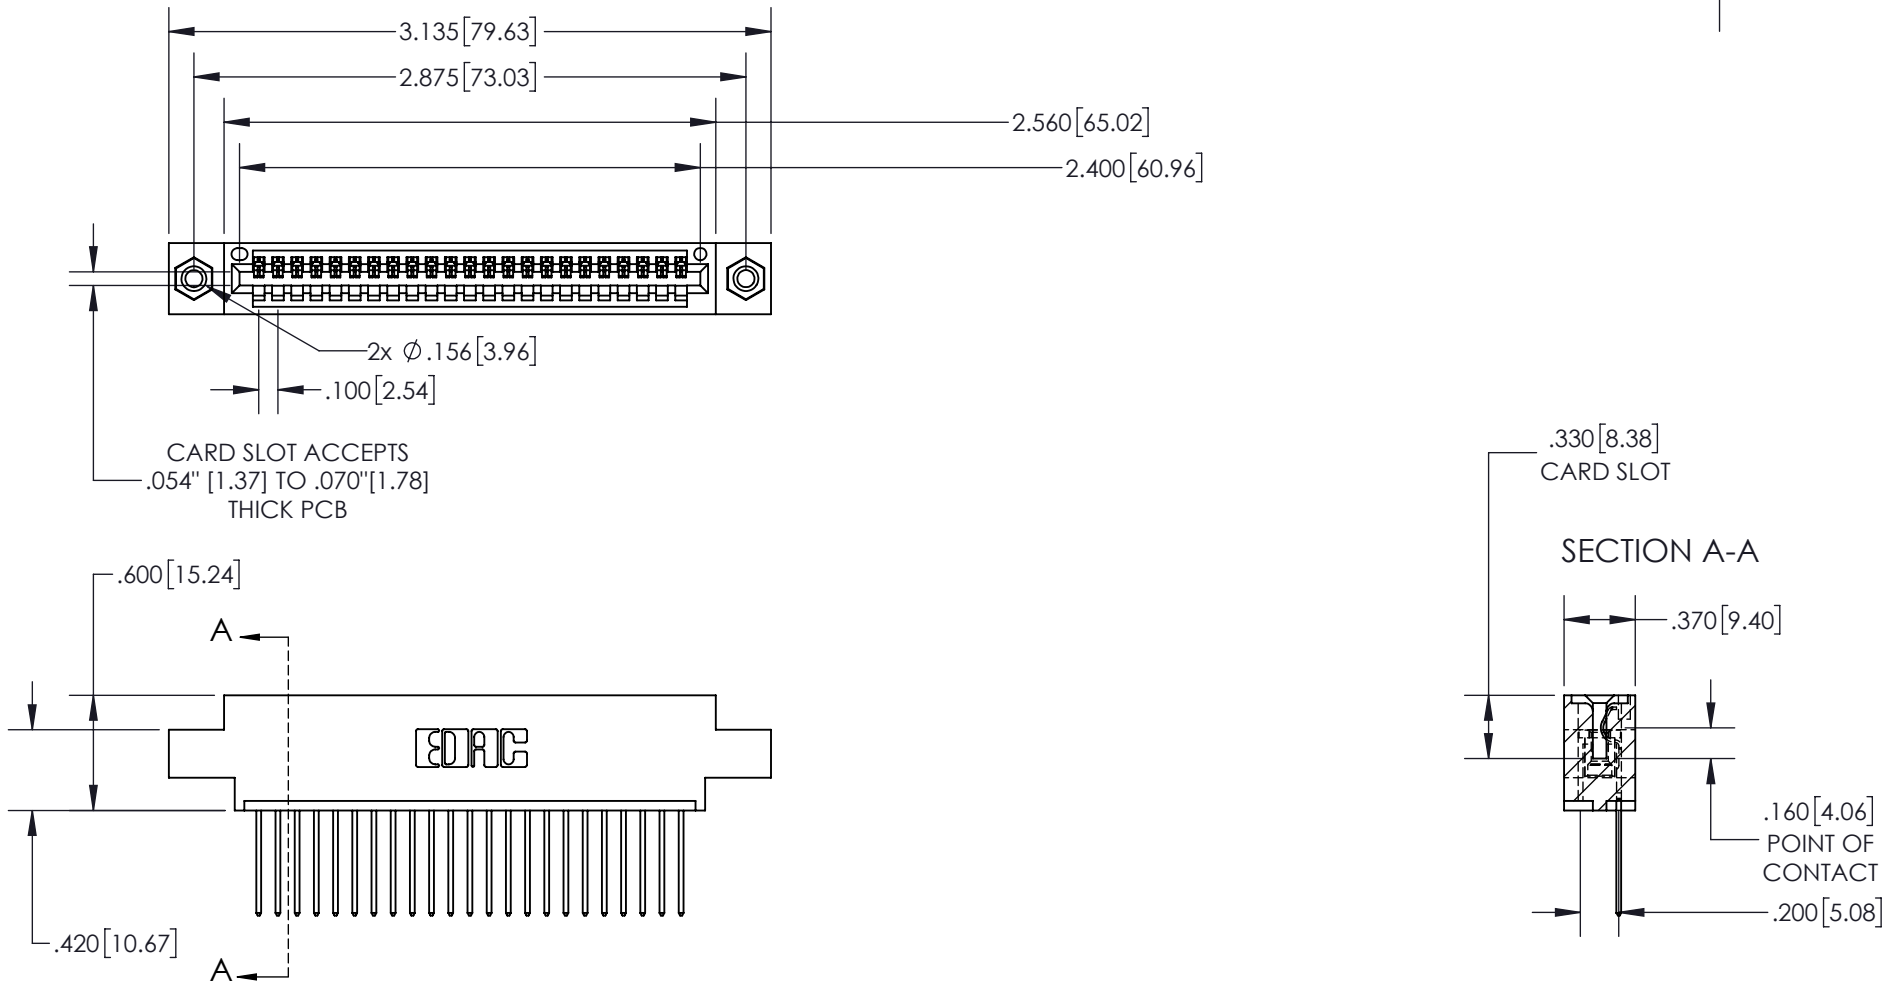 3.135[79.63]
2.875[73.03]
2.560[65.02]
2.400[60.96]
2x Ø.156[3.96]
.100[2.54]
CARD SLOT ACCEPTS
.054" [1.37] TO .070"[1.78]
THICK PCB
.330[8.38]
CARD SLOT
SECTION A-A
.600[15.24]
A
.370[9.40]
EDAC
.160[4.06]
POINT OF
CONTACT
.200[5.08]
.420[10.67]
A